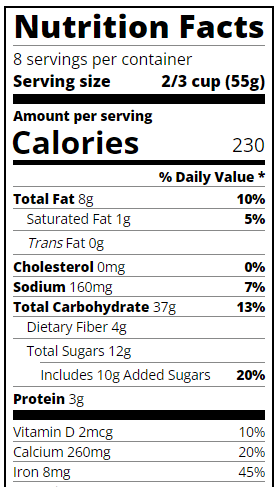 Nutrition Facts
8 servings per container
Serving size 2/3 cup (55g)
Amount per serving
Calories 230
% Daily Value *
Total Fat 8g 10%
Saturated Fat 1g 5%
Trans Fat 0g
Cholesterol 0mg 0%
Sodium 160mg 7%
Total Carbohydrate 37g 13%
Dietary Fiber 4g
Total Sugars 12g
Includes 10g Added Sugars 20%
Protein 3g
Vitamin D 2mcg 10%
Calcium 260mg 20%
Iron 8mg 45%